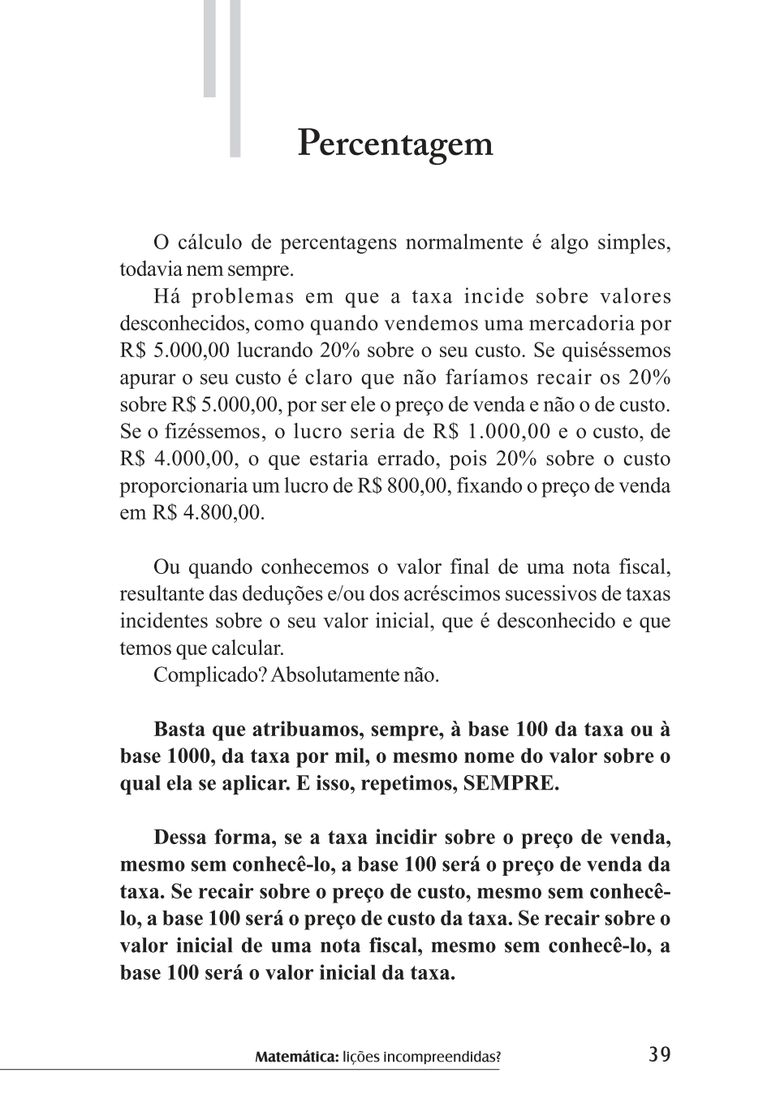 Percentagem
O cálculo de percentagens normalmente é algo simples,
todavia nem sempre.
Há problemas em que a taxa incide sobre valores
desconhecidos, como quando vendemos uma mercadoria por
R$ 5.000,00 lucrando 20% sobre o seu custo. Se quiséssemos
apurar o seu custo é claro que não faríamos recair os 20%
sobre R$ 5.000,00, por ser ele o preço de venda e não o de custo.
Se o fizéssemos, o lucro seria de R$ 1.000,00 e o custo, de
R$ 4.000,00, o que estaria errado, pois 20% sobre o custo
proporcionaria um lucro de R$ 800,00, fixando o preço de venda
em R$ 4.800,00.
Ou quando conhecemos o valor final de uma nota fiscal,
resultante das deduções e/ou dos acréscimos sucessivos de taxas
incidentes sobre o seu valor inicial, que é desconhecido e que
temos que calcular.
Complicado? Absolutamente não.
Basta que atribuamos, sempre, à base 100 da taxa ou à
base 1000, da taxa por mil, o mesmo nome do valor sobre o
qual ela se aplicar. E isso, repetimos, SEMPRE.
Dessa forma, se a taxa incidir sobre o preço de venda,
mesmo sem conhecê-lo, a base 100 será o preço de venda da
taxa. Se recair sobre o preço de custo, mesmo sem conhecê-
lo, a base 100 será o preço de custo da taxa. Se recair sobre o
valor inicial de uma nota fiscal, mesmo sem conhecê-lo, a
base 100 será o valor inicial da taxa.
Matemática: lições incompreendidas? 39